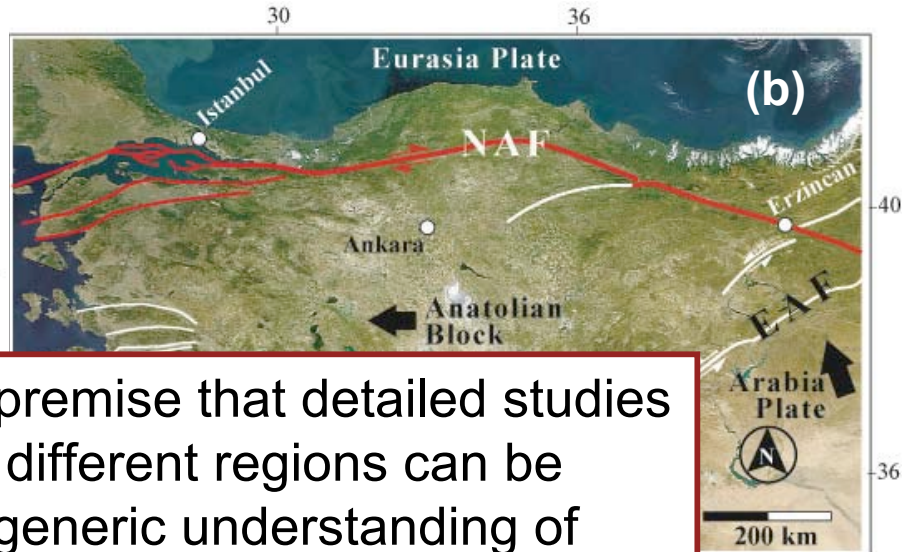 30 36
Eurasia Plate
(b)
Istanbul
NAF
Erzincan
40
Ankara
EAF
Anatolian
Block
Arabia
Plate
premise that detailed studies
different regions can be
generic understanding of
N
36
200 km